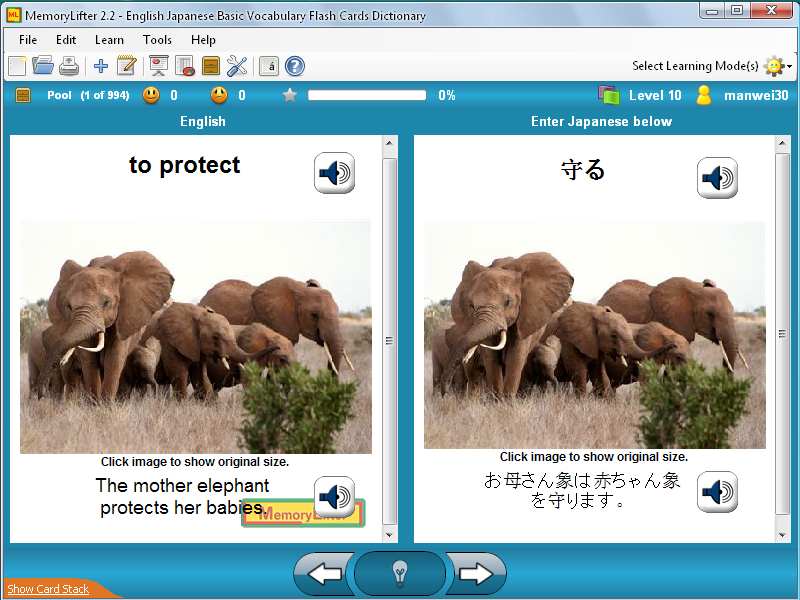 MemoryLifter 2.2 - English Japanese Basic Vocabulary Flash Cards Dictionary
File Edit Learn Tools Help
á ? Select Learning Mode(s)
Pool (1 of 994) 0 0 0% Level 10 manwei30
English
Enter Japanese below
to protect
守る
Click image to show original size.
Click image to show original size.
The mother elephant
protects her babies.
MemoryLifter
お母さん象は赤ちゃん象
を守ります。
Show Card Stack